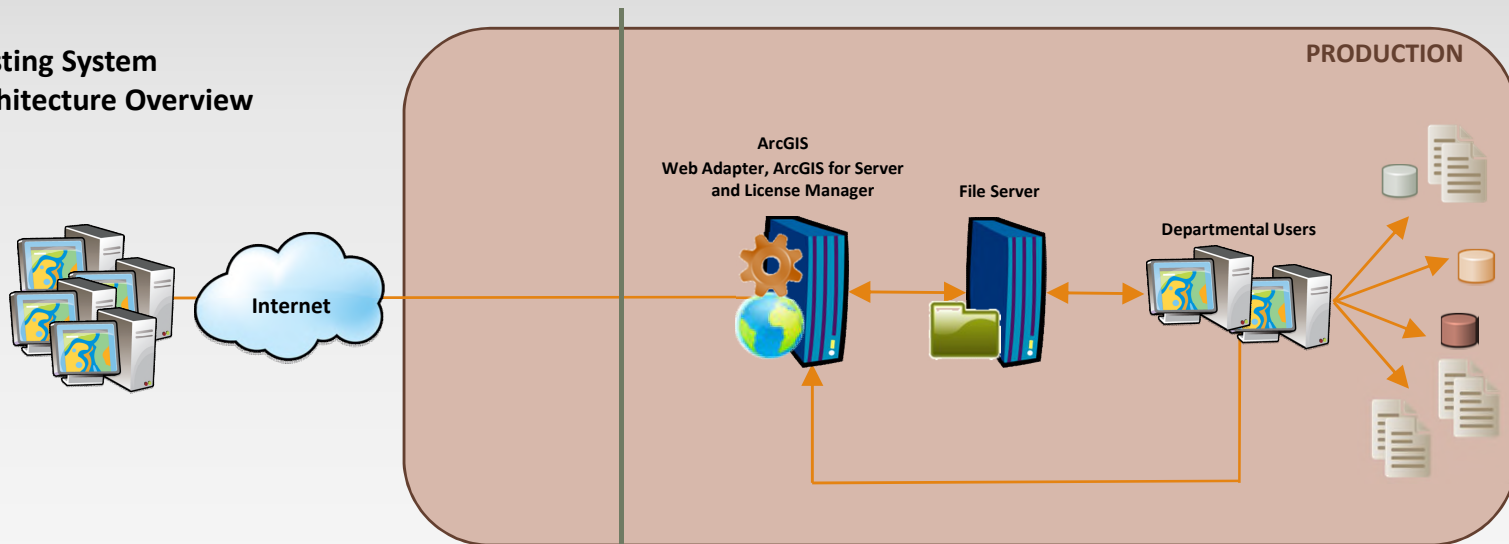 sting System
hitecture Overview
PRODUCTION
ArcGIS
Web Adapter, ArcGIS for Server
and License Manager
File Server
Departmental Users
Internet